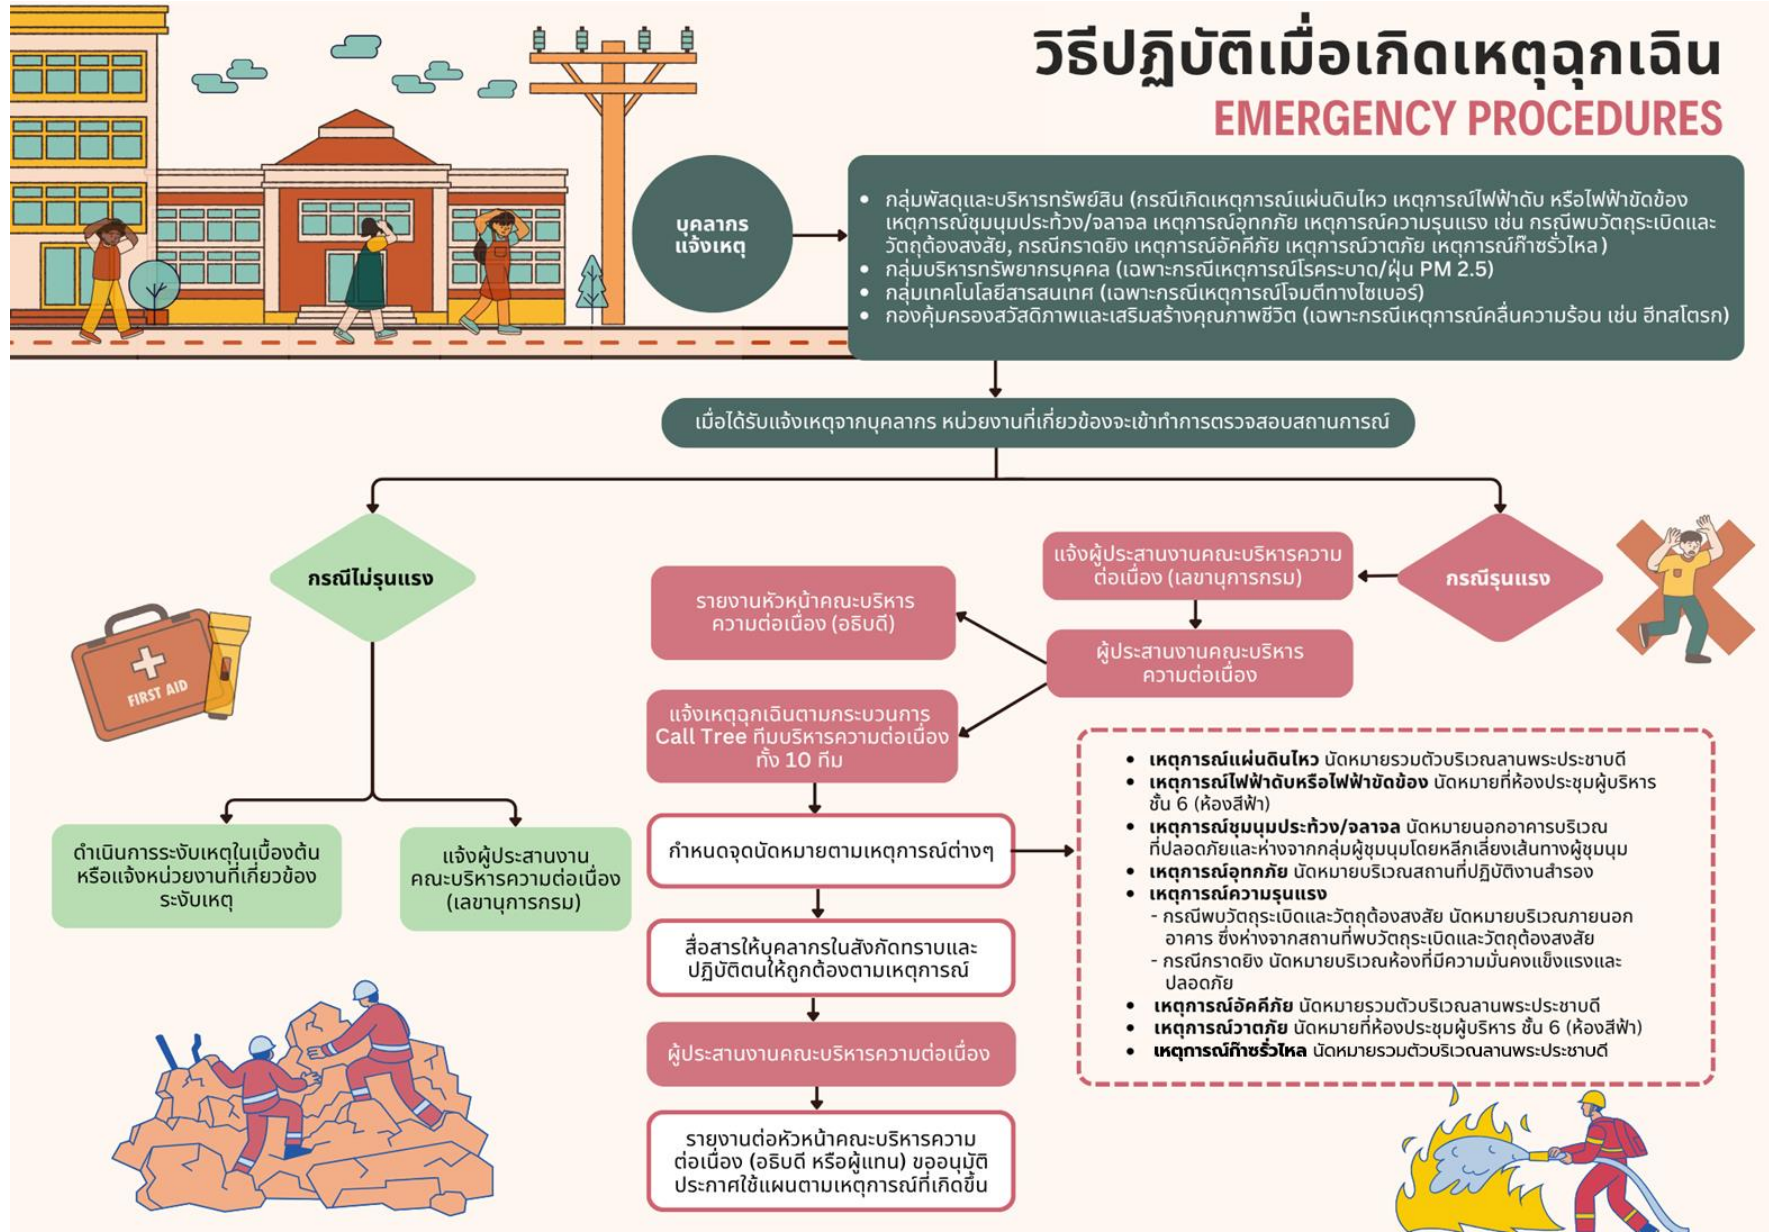 วิธีปฏิบัติเมื่อเกิดเหตุฉุกเฉิน
EMERGENCY PROCEDURES
บุคลากร
แจ้งเหตุ
• กลุ่มพัสดุและบริหารทรัพย์สิน (กรณีเกิดเหตุการณ์แผ่นดินไหว เหตุการณ์ไฟฟ้าดับ หรือไฟฟ้าขัดข้อง
เหตุการณ์ชุมนุมประท้วง/จลาจล เหตุการณ์อุทกภัย เหตุการณ์ความรุนแรง เช่น กรณีพบวัตถุระเบิดและ
วัตถุต้องสงสัย, กรณีกราดยิง เหตุการณ์อัคคีภัย เหตุการณ์วาตภัย เหตุการณ์ก๊าซรั่วไหล)
• กลุ่มบริหารทรัพยากรบุคคล (เฉพาะกรณีเหตุการณ์โรคระบาด/ฝุ่น PM 2.5)
• กลุ่มเทคโนโลยีสารสนเทศ (เฉพาะกรณีเหตุการณ์โจมตีทางไซเบอร์)
• กองคุ้มครองสวัสดิภาพและเสริมสร้างคุณภาพชีวิต (เฉพาะกรณีเหตุการณ์คลื่นความร้อน เช่น ฮีทสโตรก)
เมื่อได้รับแจ้งเหตุจากบุคลากร หน่วยงานที่เกี่ยวข้องจะเข้าทำการตรวจสอบสถานการณ์
กรณีไม่รุนแรง
FIRST AID
ดำเนินการระงับเหตุในเบื้องต้น
หรือแจ้งหน่วยงานที่เกี่ยวข้อง
ระงับเหตุ
แจ้งผู้ประสานงาน
คณะบริหารความต่อเนื่อง
(เลขานุการกรม)
กรณีรุนแรง
แจ้งผู้ประสานงานคณะบริหารความ
ต่อเนื่อง (เลขานุการกรม)
ผู้ประสานงานคณะบริหาร
ความต่อเนื่อง
รายงานหัวหน้าคณะบริหาร
ความต่อเนื่อง (อธิบดี)
แจ้งเหตุฉุกเฉินตามกระบวนการ
Call Tree ทีมบริหารความต่อเนื่อง
ทั้ง 10 ทีม
กำหนดจุดนัดหมายตามเหตุการณ์ต่างๆ
• เหตุการณ์แผ่นดินไหว นัดหมายรวมตัวบริเวณลานพระประชาบดี
• เหตุการณ์ไฟฟ้าดับหรือไฟฟ้าขัดข้อง นัดหมายที่ห้องประชุมผู้บริหาร
ชั้น 6 (ห้องสีฟ้า)
• เหตุการณ์ชุมนุมประท้วง/จลาจล นัดหมายนอกอาคารบริเวณ
ที่ปลอดภัยและห่างจากกลุ่มผู้ชุมนุมโดยหลีกเลี่ยงเส้นทางผู้ชุมนุม
• เหตุการณ์อุทกภัย นัดหมายบริเวณสถานที่ปฏิบัติงานสำรอง
• เหตุการณ์ความรุนแรง
- กรณีพบวัตถุระเบิดและวัตถุต้องสงสัย นัดหมายบริเวณภายนอก
อาคาร ซึ่งห่างจากสถานที่พบวัตถุระเบิดและวัตถุต้องสงสัย
- กรณีกราดยิง นัดหมายบริเวณห้องที่มีความมั่นคงแข็งแรงและ
ปลอดภัย
• เหตุการณ์อัคคีภัย นัดหมายรวมตัวบริเวณลานพระประชาบดี
• เหตุการณ์วาตภัย นัดหมายที่ห้องประชุมผู้บริหาร ชั้น 6 (ห้องสีฟ้า)
• เหตุการณ์ก๊าซรั่วไหล นัดหมายรวมตัวบริเวณลานพระประชาบดี
สื่อสารให้บุคลากรในสังกัดทราบและ
ปฏิบัติตนให้ถูกต้องตามเหตุการณ์
ผู้ประสานงานคณะบริหารความต่อเนื่อง
รายงานต่อหัวหน้าคณะบริหารความ
ต่อเนื่อง (อธิบดี หรือผู้แทน) ขออนุมัติ
ประกาศใช้แผนตามเหตุการณ์ที่เกิดขึ้น